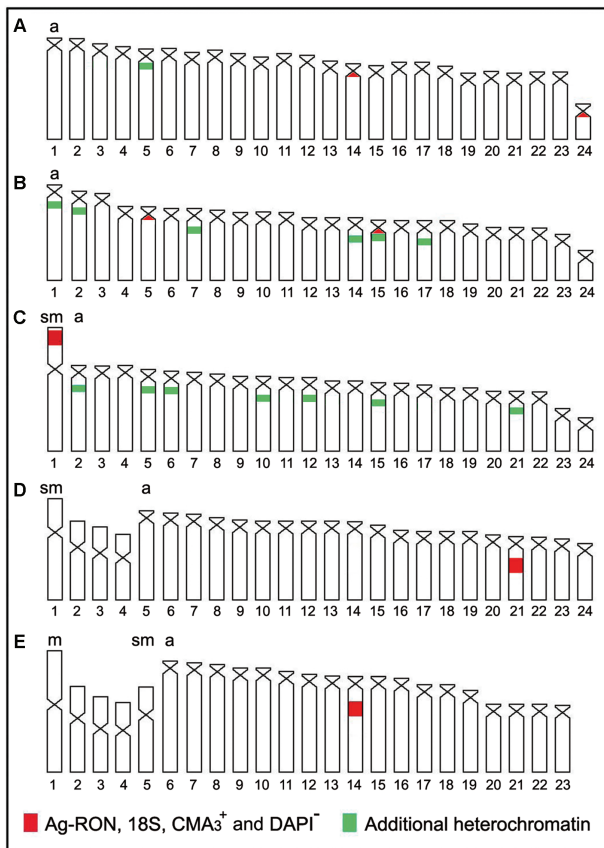 A
a
1 2 3 4 5 6 7 8 9 10 11 12 13 14 15 16 17 18 19 20 21 22 23 24
B
a
1 2 3 4 5 6 7 8 9 10 11 12 13 14 15 16 17 18 19 20 21 22 23 24
C
sm a
1 2 3 4 5 6 7 8 9 10 11 12 13 14 15 16 17 18 19 20 21 22 23 24
D
sm a
1 2 3 4 5 6 7 8 9 10 11 12 13 14 15 16 17 18 19 20 21 22 23 24
E
m sm a
1 2 3 4 5 6 7 8 9 10 11 12 13 14 15 16 17 18 19 20 21 22 23
Ag-RON, 18S, CMA₃⁺ and DAPI⁻ Additional heterochromatin